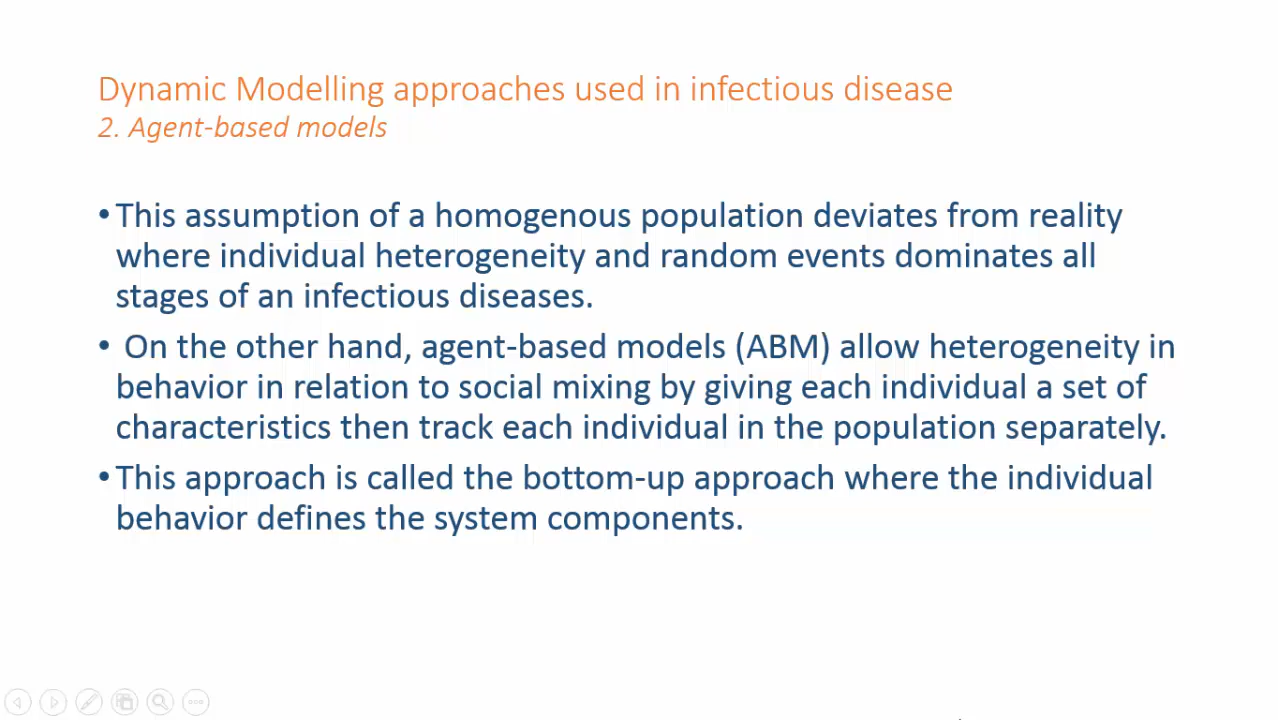 Dynamic Modelling approaches used in infectious disease
2. Agent-based models
•This assumption of a homogenous population deviates from reality
where individual heterogeneity and random events dominates all
stages of an infectious diseases.
• On the other hand, agent-based models (ABM) allow heterogeneity in
behavior in relation to social mixing by giving each individual a set of
characteristics then track each individual in the population separately.
•This approach is called the bottom-up approach where the individual
behavior defines the system components.